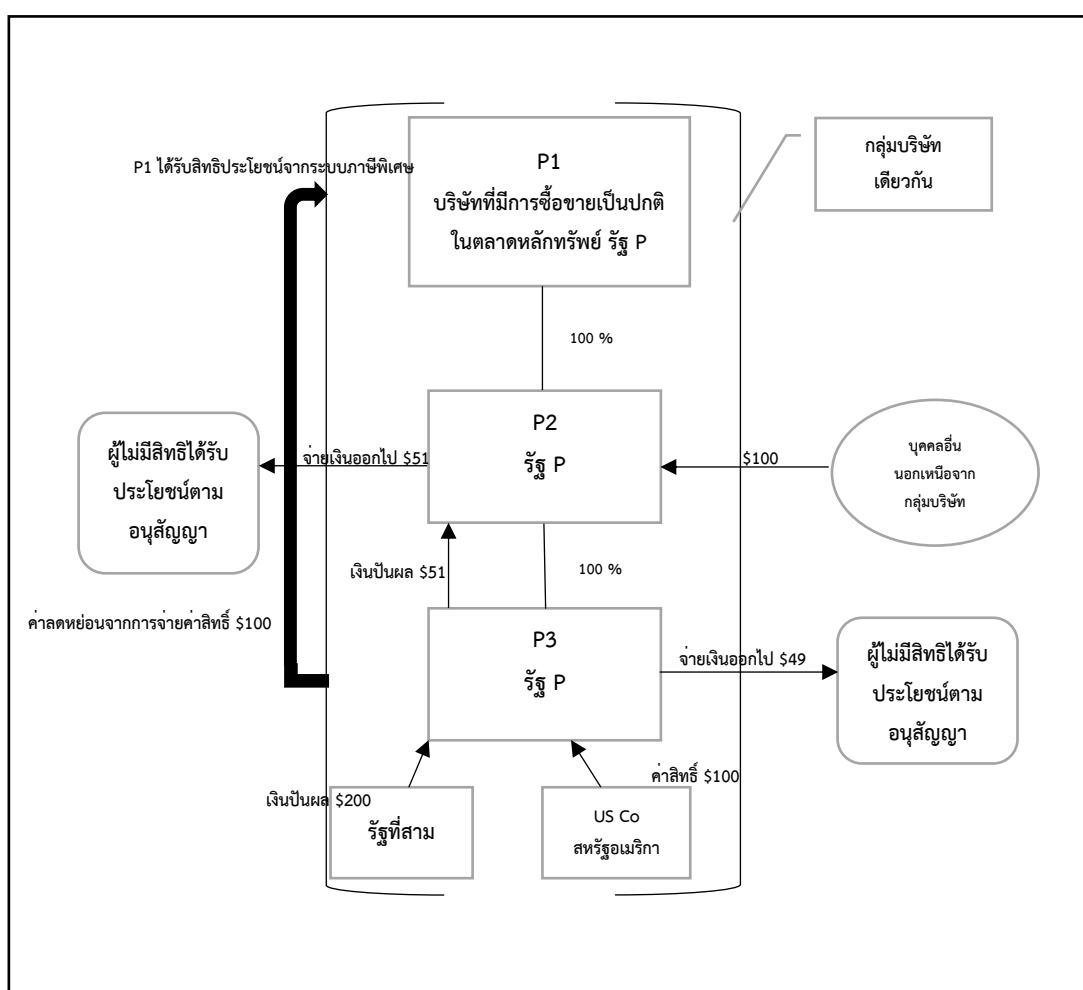 P1
บริษัทที่มีการซื้อขายเป็นปกติ
ในตลาดหลักทรัพย์ รัฐ P
กลุ่มบริษัท
เดียวกัน
P1 ได้รับสิทธิประโยชน์จากระบบภาษีพิเศษ
100 %
P2
รัฐ P
ผู้ไม่มีสิทธิได้รับ
ประโยชน์ตาม
อนุสัญญา
จ่ายเงินออกไป $51
$100
บุคคลอื่น
นอกเหนือจาก
กลุ่มบริษัท
เงินปันผล $51
100 %
ค่าลดหย่อนจากการจ่ายค่าสิทธิ์ $100
P3
รัฐ P
จ่ายเงินออกไป $49
ผู้ไม่มีสิทธิได้รับ
ประโยชน์ตาม
อนุสัญญา
เงินปันผล $200
ค่าสิทธิ์ $100
รัฐที่สาม
US Co
สหรัฐอเมริกา